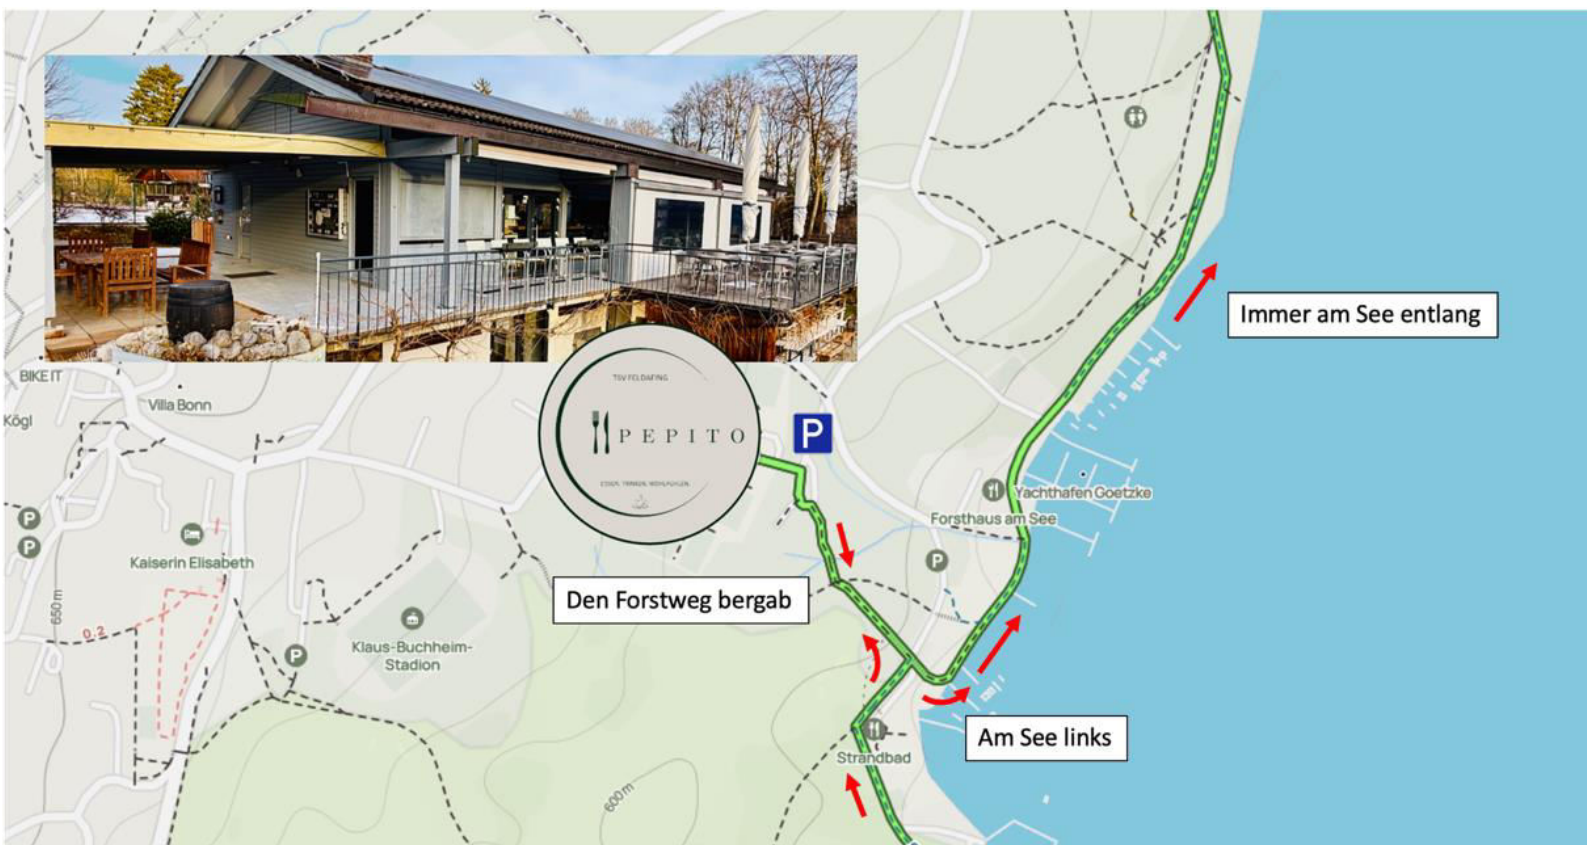 BIKE IT
Kögl
Villa Bonn
TSV FELDAFING
PEPITO
ESSEN. TRINKEN. WOHLFÜHLEN.
P
Immer am See entlang
Yachthafen Goetzke
Forsthaus am See
P
P
Kaiserin Elisabeth
P
Den Forstweg bergab
650 m
0.2
Klaus-Buchheim-
Stadion
P
Am See links
Strandbad
600 m